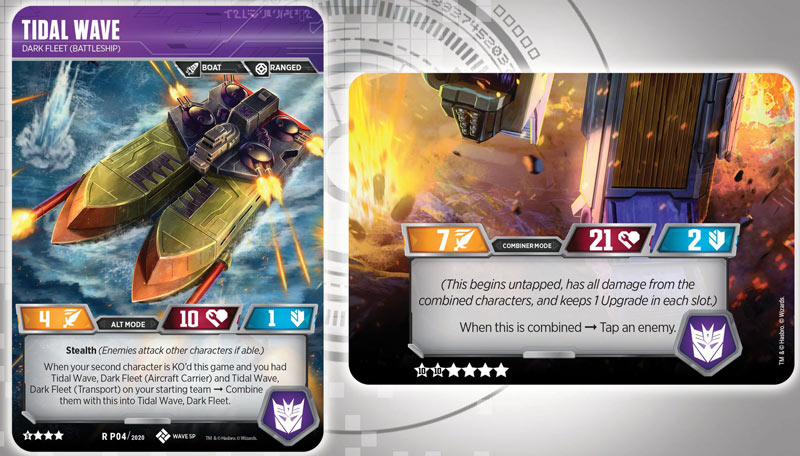 TIDAL WAVE
DARK FLEET (BATTLESHIP)
BOAT
RANGED
4
ALT MODE
10
1
Stealth (Enemies attack other characters if able.)
When your second character is KO'd this game and you had
Tidal Wave, Dark Fleet (Aircraft Carrier) and Tidal Wave,
Dark Fleet (Transport) on your starting team → Combine
them with this into Tidal Wave, Dark Fleet.
R P04/2020
WAVE SP
TM & © Hasbro. © Wizards.
7
COMBINER MODE
21
2
(This begins untapped, has all damage from the
combined characters, and keeps 1 Upgrade in each slot.)
When this is combined → Tap an enemy.
10 10
TM & © Hasbro. © Wizards.